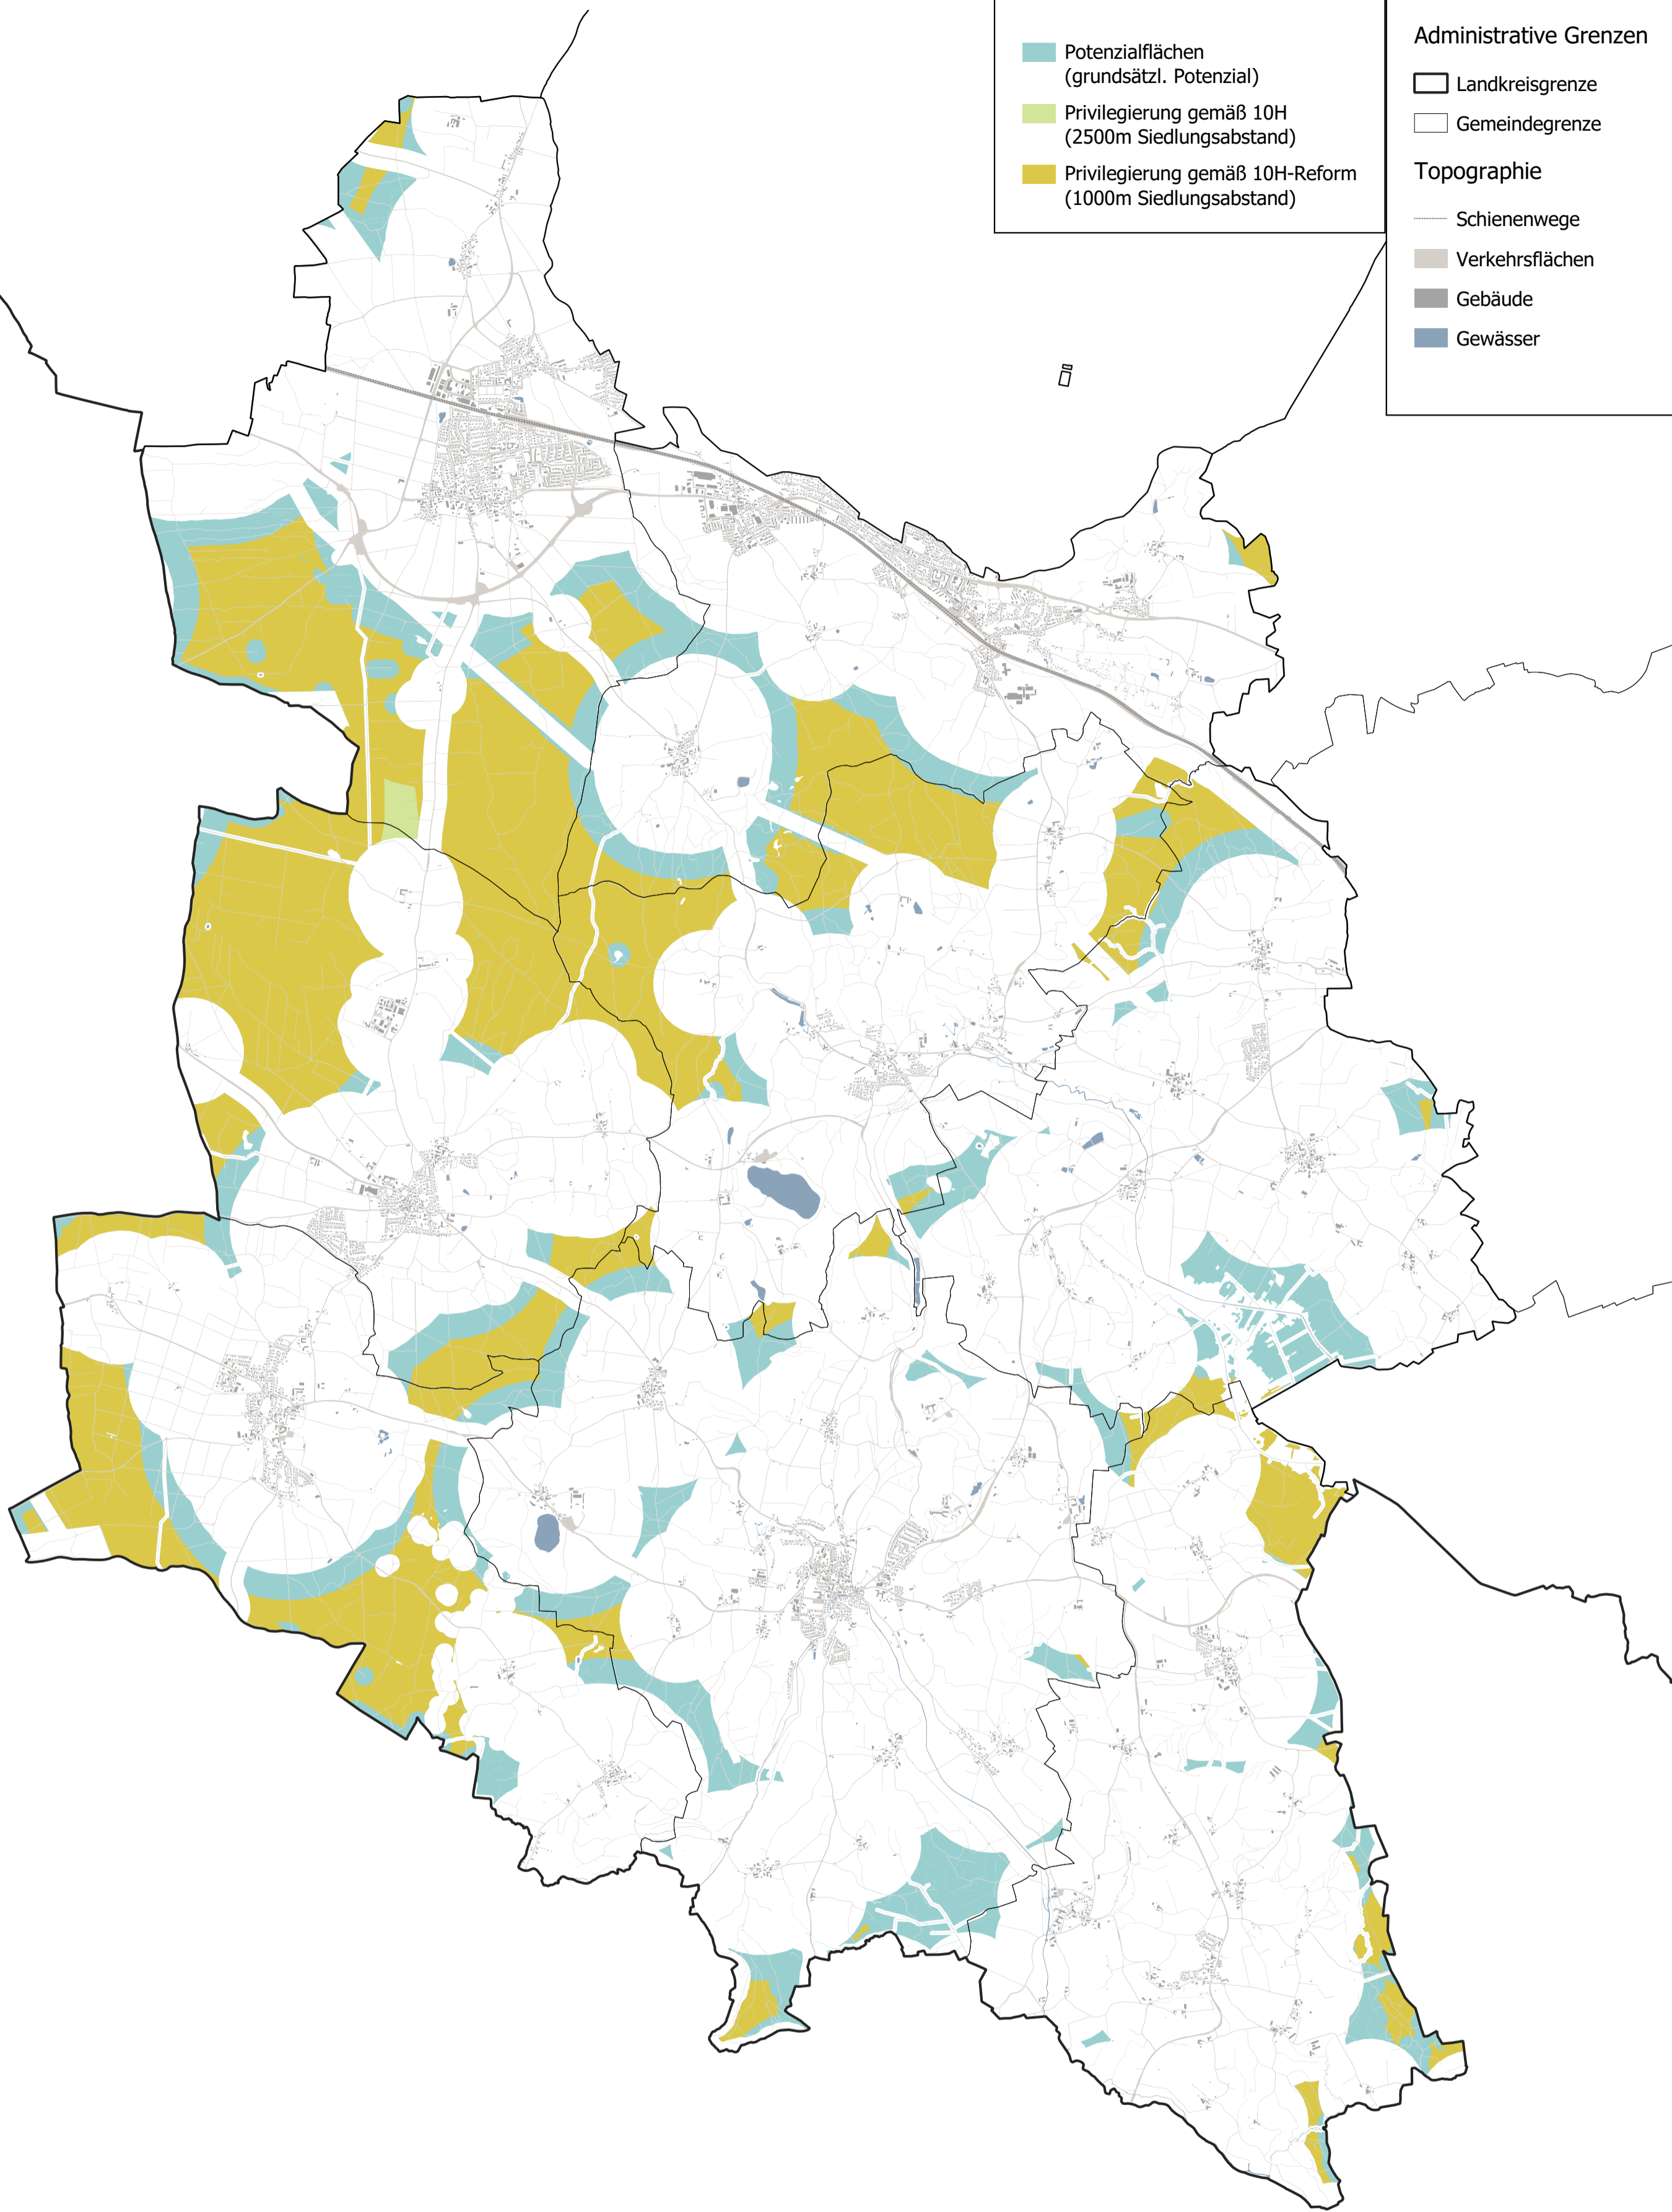 Potenzialflächen
(grundsätzl. Potenzial)
Privilegierung gemäß 10H
(2500m Siedlungsabstand)
Privilegierung gemäß 10H-Reform
(1000m Siedlungsabstand)
Administrative Grenzen
Landkreisgrenze
Gemeindegrenze
Topographie
Schienenwege
Verkehrsflächen
Gebäude
Gewässer